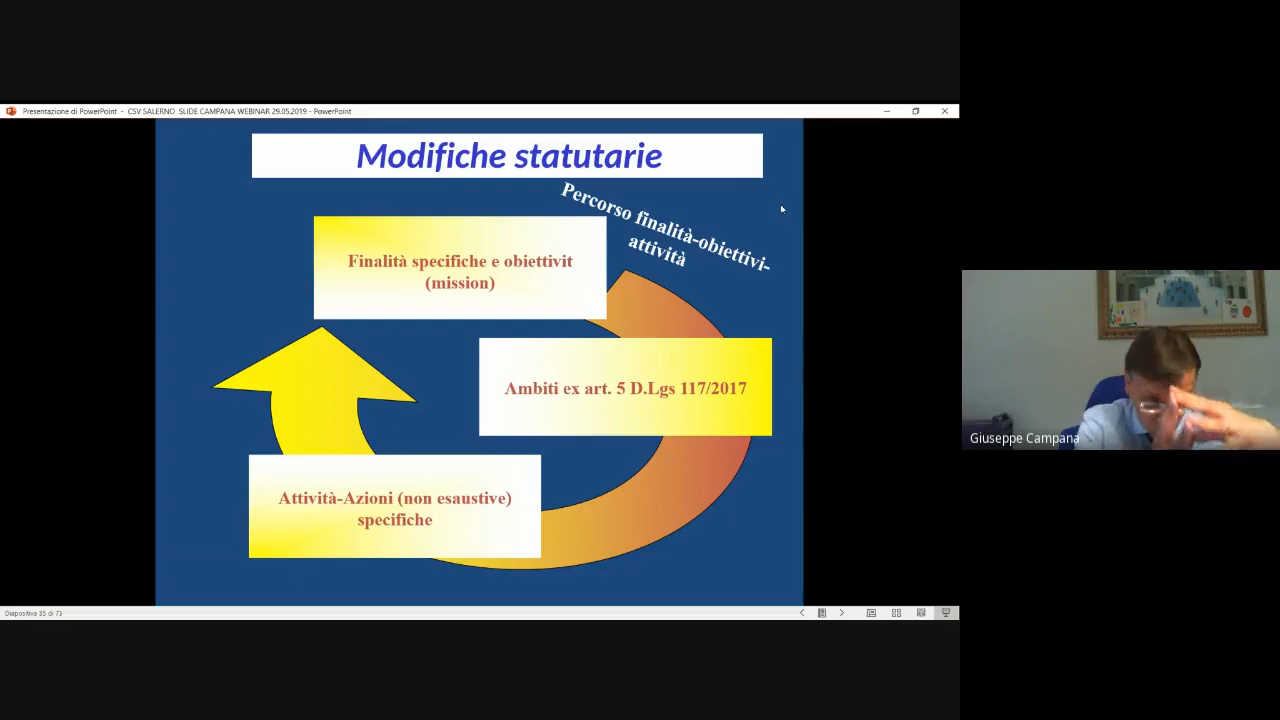 Presentazione di PowerPoint - CSV SALERNO SLIDE CAMPANA WEBINAR 29.05.2019 - PowerPoint
Modifiche statutarie
Percorso finalità-obiettivi-
attività
Finalità specifiche e obiettivit
(mission)
Ambiti ex art. 5 D.Lgs 117/2017
Attività-Azioni (non esaustive)
specifiche
Giuseppe Campana
Diapositiva 35 di 73